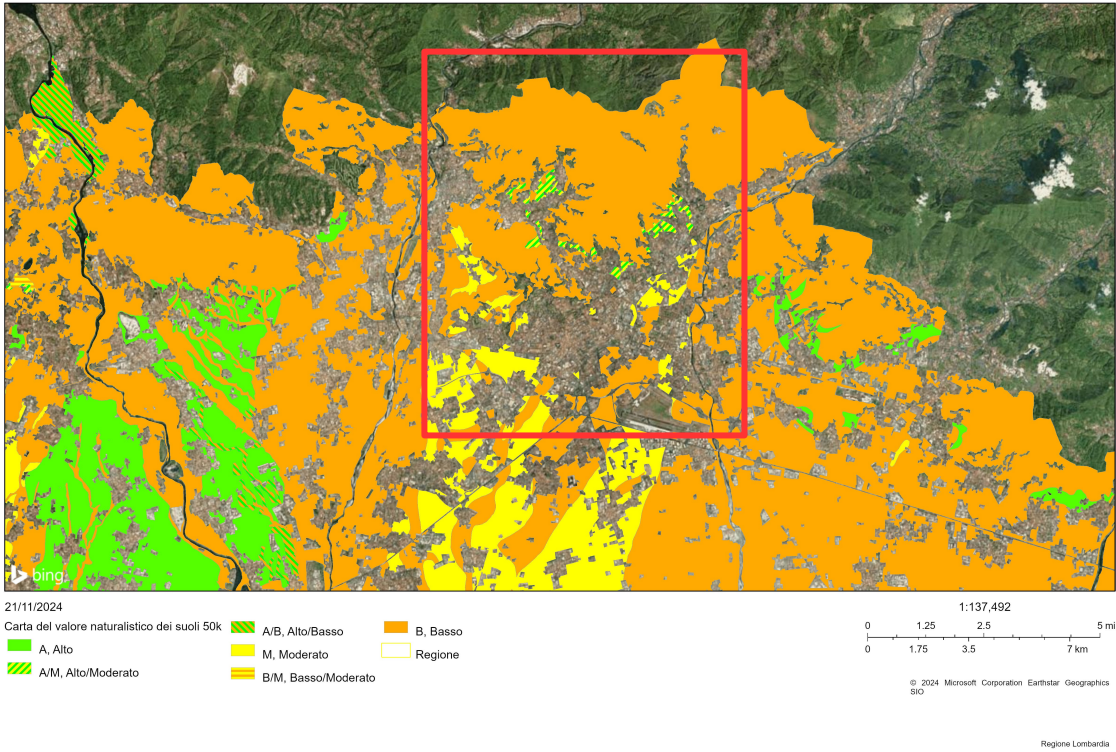 bing
21/11/2024
1:137,492
Carta del valore naturalistico dei suoli 50k
A, Alto
A/M, Alto/Moderato
A/B, Alto/Basso
M, Moderato
B/M, Basso/Moderato
B, Basso
Regione
0 1.25 2.5 5 mi
0 1.75 3.5 7 km
© 2024 Microsoft Corporation Earthstar Geographics
SIO
Regione Lombardia